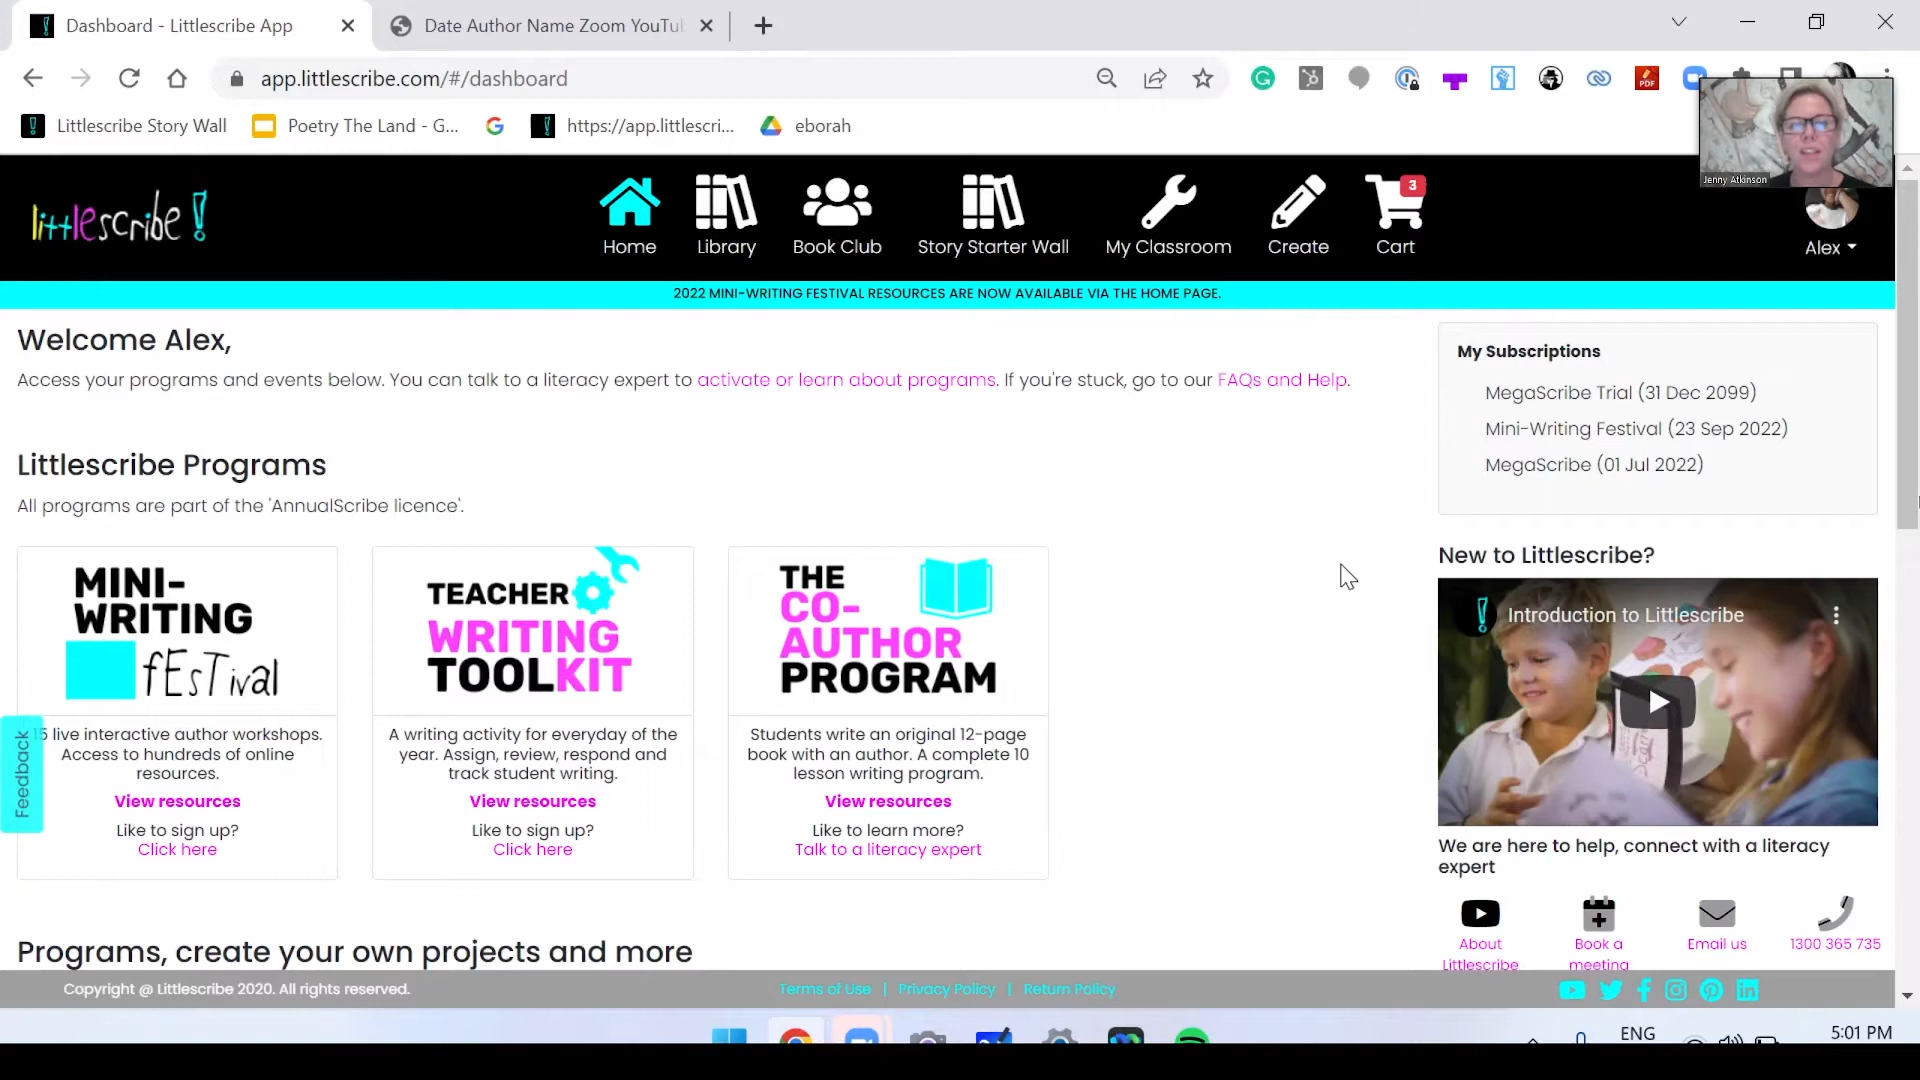 Dashboard - Littlescribe App
Date Author Name Zoom YouTu
app.littlescribe.com/#/dashboard
Littlescribe Story Wall
Poetry The Land - G...
https://app.littlescri...
eborah
Jenny Atkinson
littlescribe!
Home
Library
Book Club
Story Starter Wall
My Classroom
Create
3
Cart
Alex
2022 MINI-WRITING FESTIVAL RESOURCES ARE NOW AVAILABLE VIA THE HOME PAGE.
Welcome Alex,
Access your programs and events below. You can talk to a literacy expert to activate or learn about programs. If you're stuck, go to our FAQs and Help.
Littlescribe Programs
All programs are part of the 'AnnualScribe licence'.
MINI-
WRITING
fEsTival
15 live interactive author workshops.
Access to hundreds of online
resources.
View resources
Like to sign up?
Click here
TEACHER
WRITING
TOOLKIT
A writing activity for everyday of the
year. Assign, review, respond and
track student writing.
View resources
Like to sign up?
Click here
THE
CO-
AUTHOR
PROGRAM
Students write an original 12-page
book with an author. A complete 10
lesson writing program.
View resources
Like to learn more?
Talk to a literacy expert
Feedback
Programs, create your own projects and more
My Subscriptions
MegaScribe Trial (31 Dec 2099)
Mini-Writing Festival (23 Sep 2022)
MegaScribe (01 Jul 2022)
New to Littlescribe?
Introduction to Littlescribe
We are here to help, connect with a literacy
expert
About
Littlescribe
Book a
meeting
Email us
1300 365 735
Copyright @ Littlescribe 2020. All rights reserved.
Terms of Use | Privacy Policy | Return Policy
ENG
5:01 PM